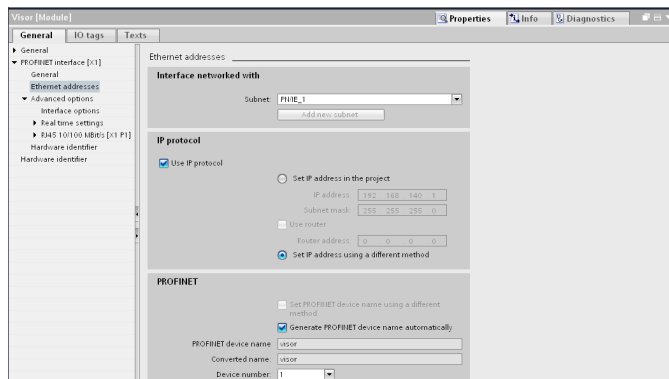 Visor [Module]
Properties
Info
Diagnostics
General
IO tags
Texts
General
PROFINET interface [X1]
General
Ethernet addresses
Advanced options
Interface options
Real time settings
RJ45 10/100 MBit/s [X1 P1]
Hardware identifier
Hardware identifier
Ethernet addresses
Interface networked with
Subnet: PN/IE_1
Add new subnet
IP protocol
Use IP protocol
Set IP address in the project
IP address: 192 168 140 1
Subnet mask: 255 255 255 0
Use router
Router address: 0 0 0 0
Set IP address using a different method
PROFINET
Set PROFINET device name using a different
method
Generate PROFINET device name automatically
PROFINET device name visor
Converted name: visor
Device number: 1